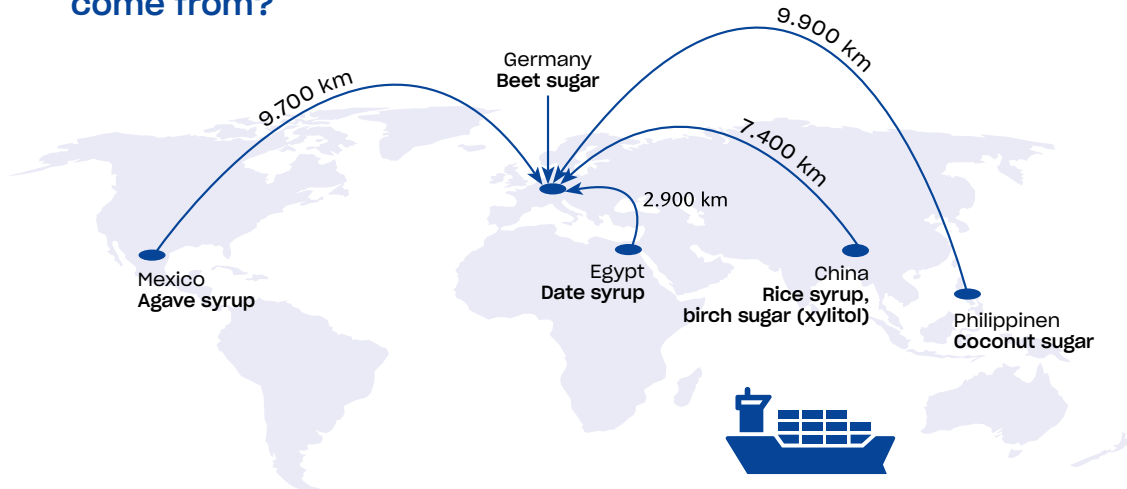 come from?
9.900 km
Germany
Beet sugar
9.700 km
7.400 km
2.900 km
Mexico
Agave syrup
Egypt
Date syrup
China
Rice syrup,
birch sugar (xylitol)
Philippinen
Coconut sugar